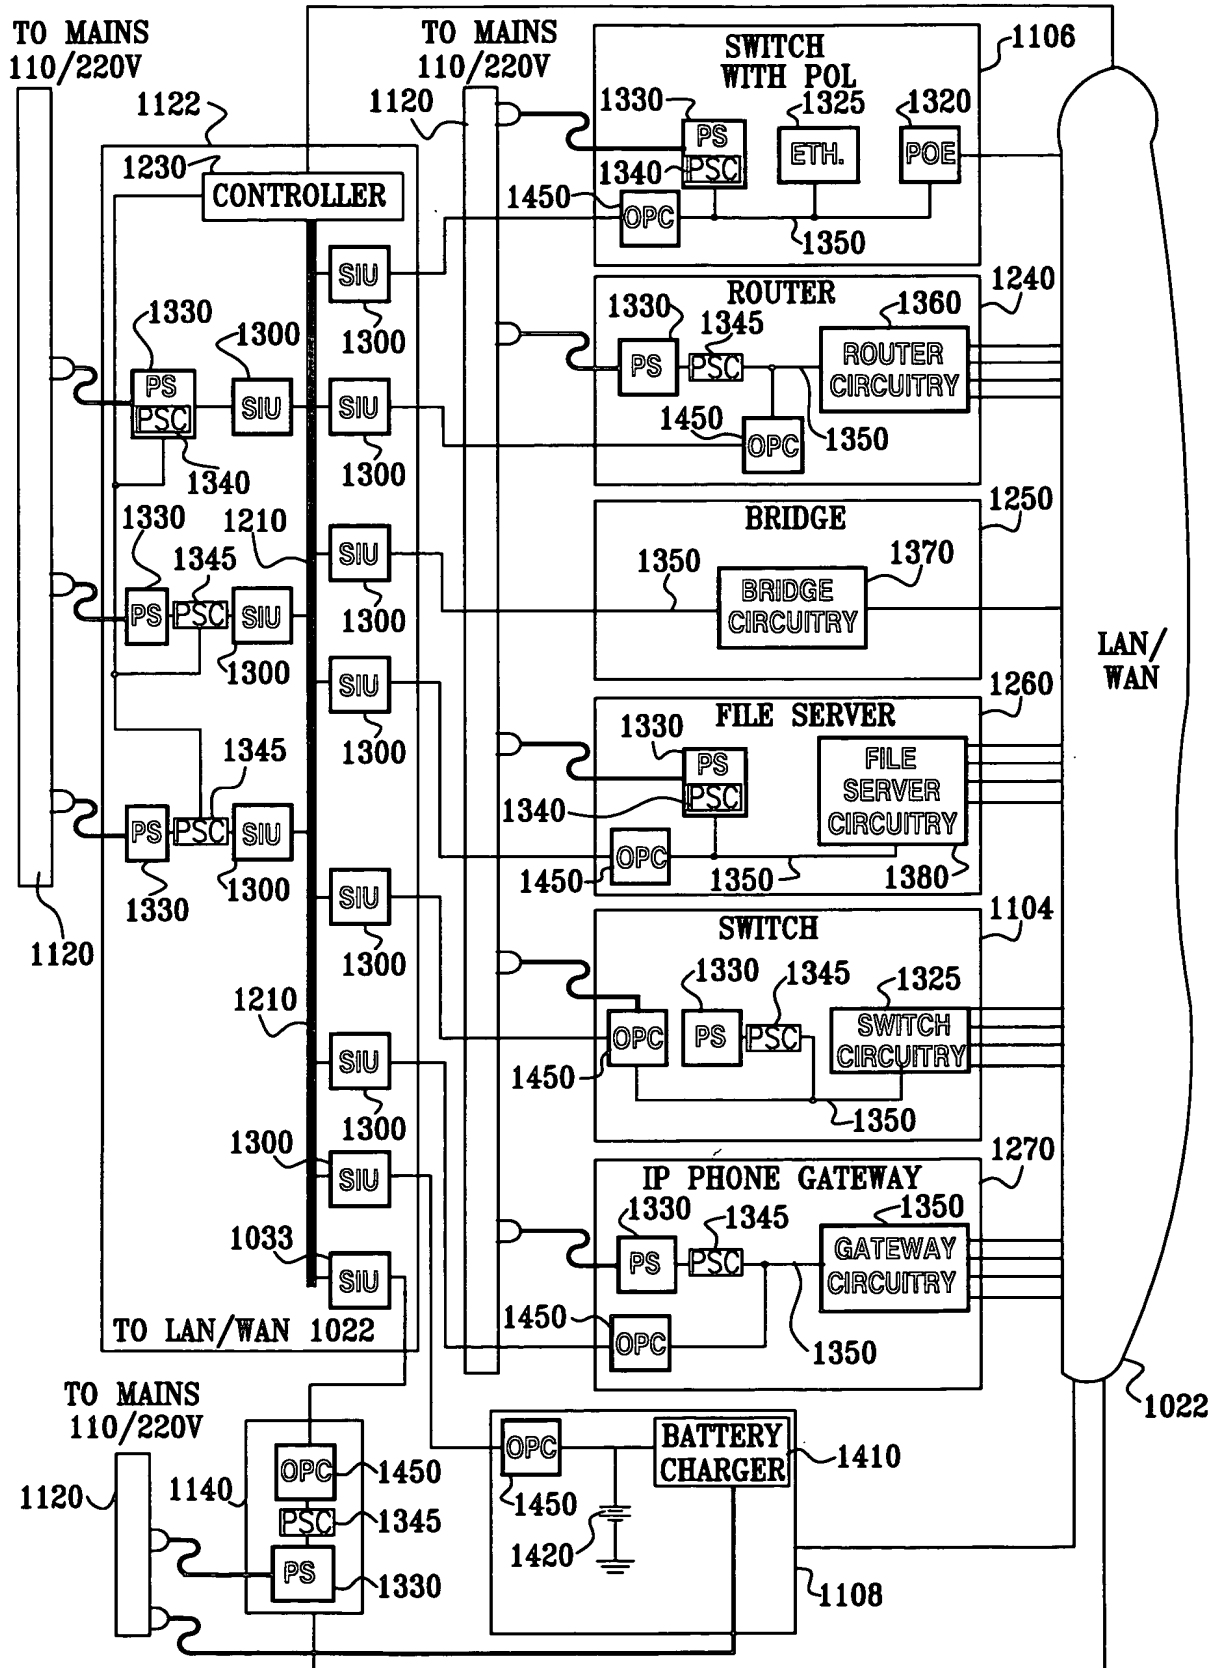 TO MAINS
110/220V
1122
1230
CONTROLLER
1330
1300
PS
PSC
SIU
1340
1330
1345
1210
PS
PSC
SIU
1300
1345
PS
PSC
SIU
1330
1300
1120
1210
SIU
1300
SIU
1300
SIU
1300
SIU
1300
SIU
1300
SIU
1300
1300
SIU
1033
SIU
TO LAN/WAN 1022
TO MAINS
110/220V
1120
SWITCH
WITH POL
1106
1330
1325
1320
PS
PSC
ETH.
POE
1340
1450
OPC
1350
ROUTER
1240
1330
1345
1360
PS
PSC
ROUTER
CIRCUITRY
1450
OPC
1350
BRIDGE
1250
1350
1370
BRIDGE
CIRCUITRY
FILE SERVER
1260
1330
PS
PSC
1340
FILE
SERVER
CIRCUITRY
OPC
1450
1350
1380
SWITCH
1104
1330
1345
1325
OPC
PS
PSC
SWITCH
CIRCUITRY
1450
1350
IP PHONE GATEWAY
1270
1330
1345
1350
PS
PSC
GATEWAY
CIRCUITRY
1450
OPC
1350
LAN/
WAN
1022
TO MAINS
110/220V
1120
1140
OPC
1450
PSC
1345
PS
1330
OPC
1450
BATTERY
CHARGER
1410
1420
1108